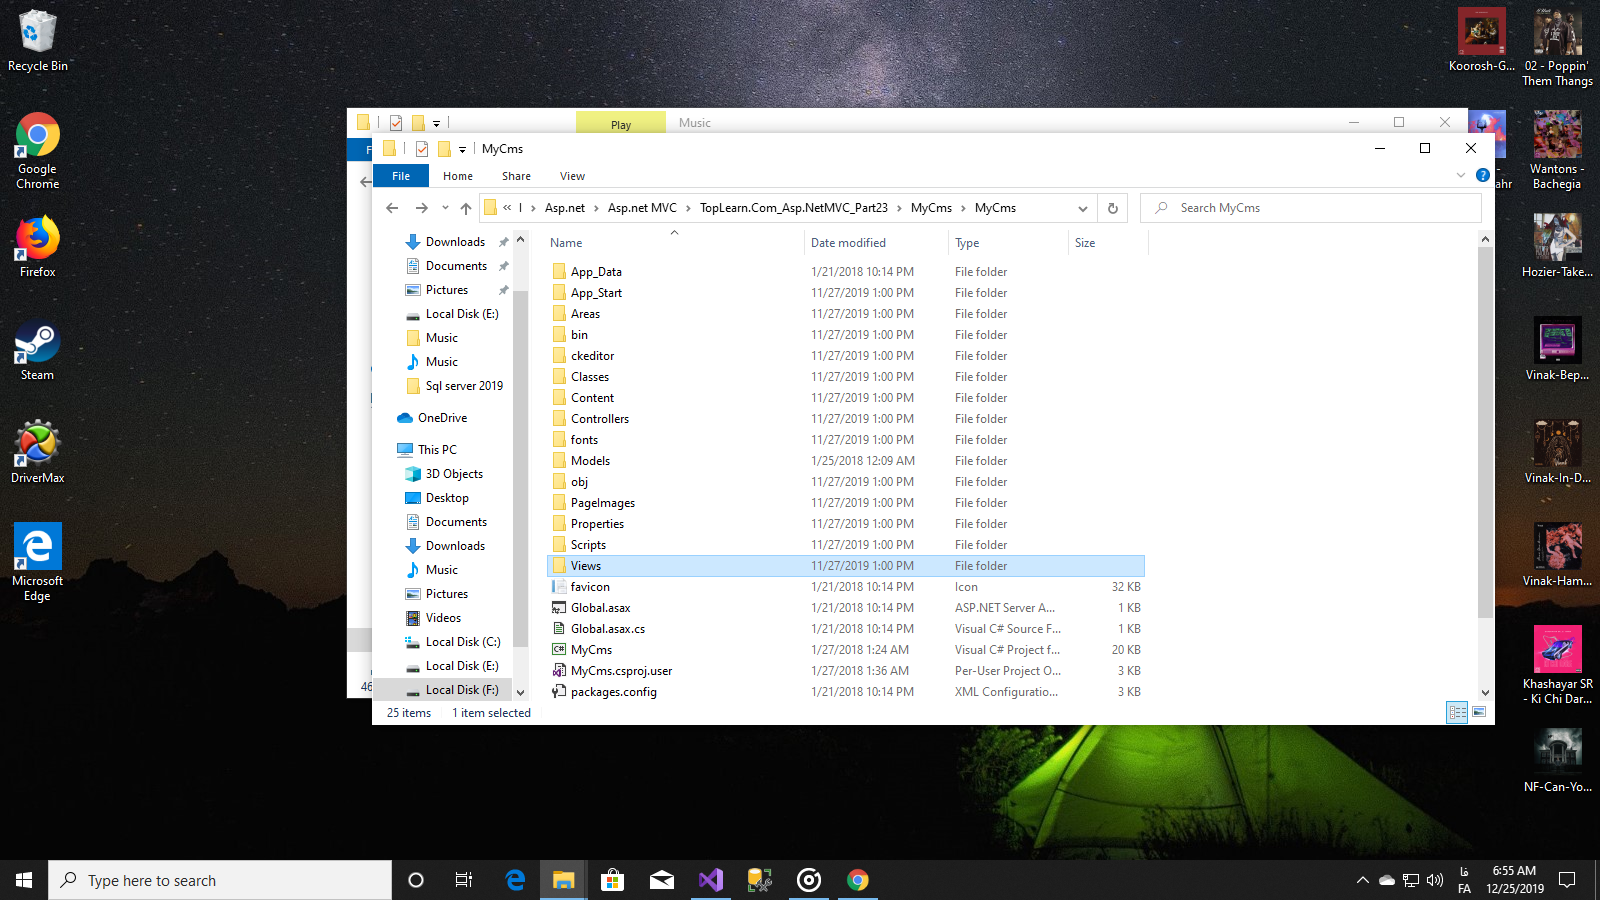 Recycle Bin
Google
Chrome
Firefox
Steam
DriverMax
Microsoft
Edge
Play
Music
MyCms
File
Home
Share
View
« Asp.net › Asp.net MVC › TopLearn.Com_Asp.NetMVC_Part23 › MyCms › MyCms
Search MyCms
Downloads
Documents
Pictures
Local Disk (E:)
Music
Music
Sql server 2019
OneDrive
This PC
3D Objects
Desktop
Documents
Downloads
Music
Pictures
Videos
Local Disk (C:)
Local Disk (E:)
Local Disk (F:)
Name Date modified Type Size
App_Data 1/21/2018 10:14 PM File folder
App_Start 11/27/2019 1:00 PM File folder
Areas 11/27/2019 1:00 PM File folder
bin 11/27/2019 1:00 PM File folder
ckeditor 11/27/2019 1:00 PM File folder
Classes 11/27/2019 1:00 PM File folder
Content 11/27/2019 1:00 PM File folder
Controllers 11/27/2019 1:00 PM File folder
fonts 11/27/2019 1:00 PM File folder
Models 1/25/2018 12:09 AM File folder
obj 11/27/2019 1:00 PM File folder
PageImages 11/27/2019 1:00 PM File folder
Properties 11/27/2019 1:00 PM File folder
Scripts 11/27/2019 1:00 PM File folder
Views 11/27/2019 1:00 PM File folder
favicon 1/21/2018 10:14 PM Icon 32 KB
Global.asax 1/21/2018 10:14 PM ASP.NET Server A... 1 KB
Global.asax.cs 1/21/2018 10:14 PM Visual C# Source F... 1 KB
MyCms 1/27/2018 1:24 AM Visual C# Project f... 20 KB
MyCms.csproj.user 1/27/2018 1:36 AM Per-User Project O... 3 KB
packages.config 1/21/2018 10:14 PM XML Configuratio... 3 KB
25 items 1 item selected
46
Koorosh-G...
02 - Poppin'
Them Thangs
ahr
Wantons -
Bachegia
Hozier-Take...
Vinak-Bep...
Vinak-In-D...
Vinak-Ham...
Khashayar SR
- Ki Chi Dar...
NF-Can-Yo...
Type here to search
فا
FA
6:55 AM
12/25/2019